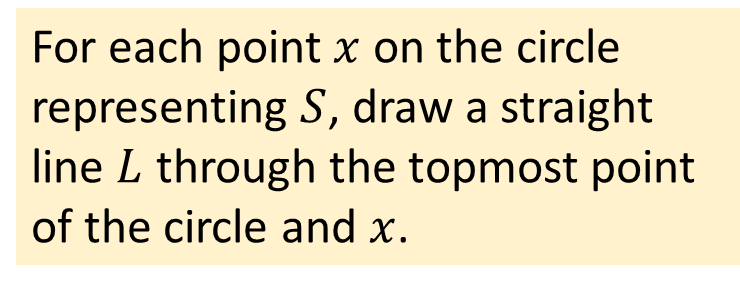 For each point x on the circle
representing S, draw a straight
line L through the topmost point
of the circle and x.